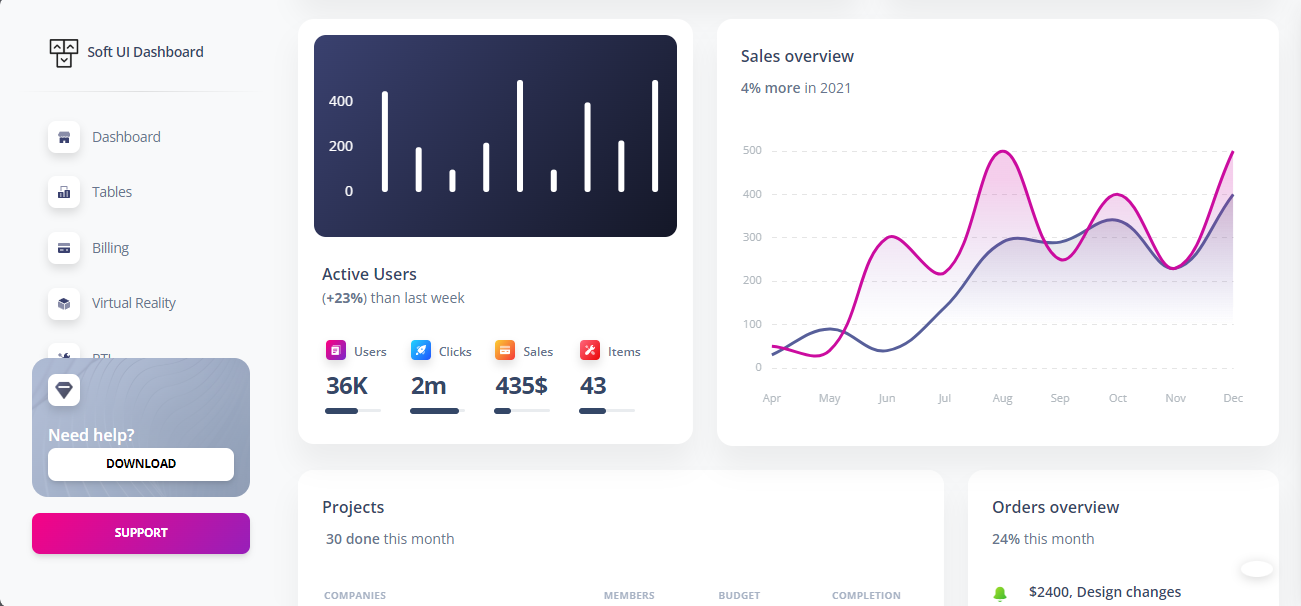 Soft UI Dashboard
Dashboard
Tables
Billing
Virtual Reality
RTL
Need help?
DOWNLOAD
SUPPORT
400
200
0
Active Users
(+23%) than last week
Users
Clicks
Sales
Items
36K
2m
435$
43
Sales overview
4% more in 2021
500
400
300
200
100
0
Apr May Jun Jul Aug Sep Oct Nov Dec
Projects
30 done this month
COMPANIES MEMBERS BUDGET COMPLETION
Orders overview
24% this month
$2400, Design changes